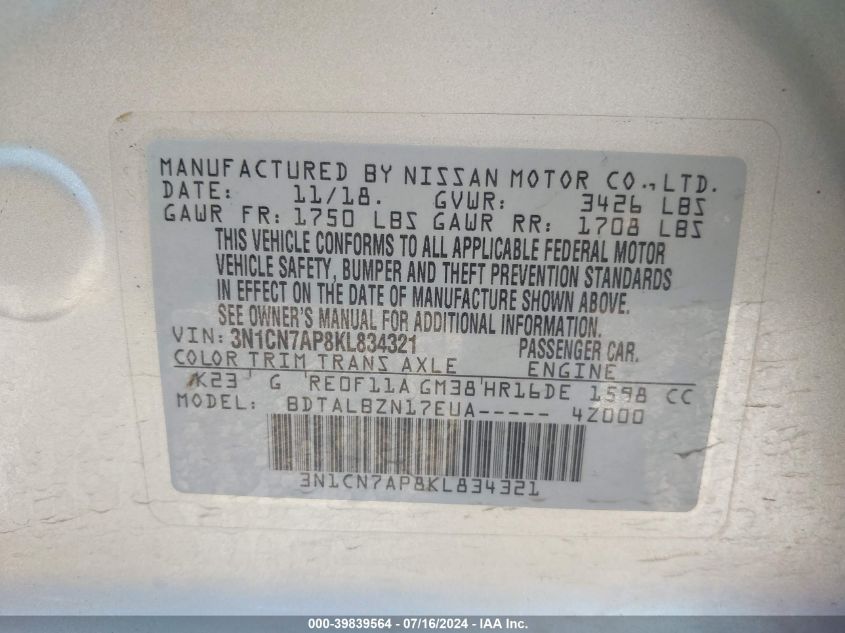 MANUFACTURED BY NISSAN MOTOR CO.,LTD.
DATE: 11/18. GVWR: 3426 LBS
GAWR FR: 1750 LBS GAWR RR: 1708 LBS
THIS VEHICLE CONFORMS TO ALL APPLICABLE FEDERAL MOTOR
VEHICLE SAFETY, BUMPER AND THEFT PREVENTION STANDARDS
IN EFFECT ON THE DATE OF MANUFACTURE SHOWN ABOVE.
SEE OWNER'S MANUAL FOR ADDITIONAL INFORMATION.
VIN: 3N1CN7AP8KL834321 PASSENGER CAR.
COLOR TRIM TRANS AXLE ENGINE
K23 G RE0F11A GM38 HR16DE 1598 CC
MODEL: BDTALBZN17EUA----- 4Z000
3N1CN7AP8KL834321
000-39839564 - 07/16/2024 - IAA Inc.